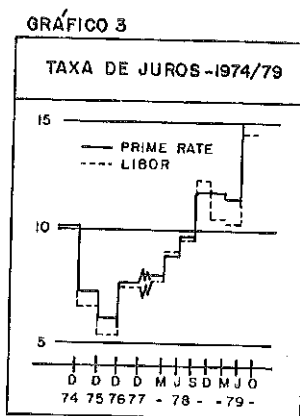 GRÁFICO 3
TAXA DE JUROS -1974/79
15
PRIME RATE
LIBOR
10
5
D D D D M J S D M J O
74 75 76 77 - 78 - - 79 -